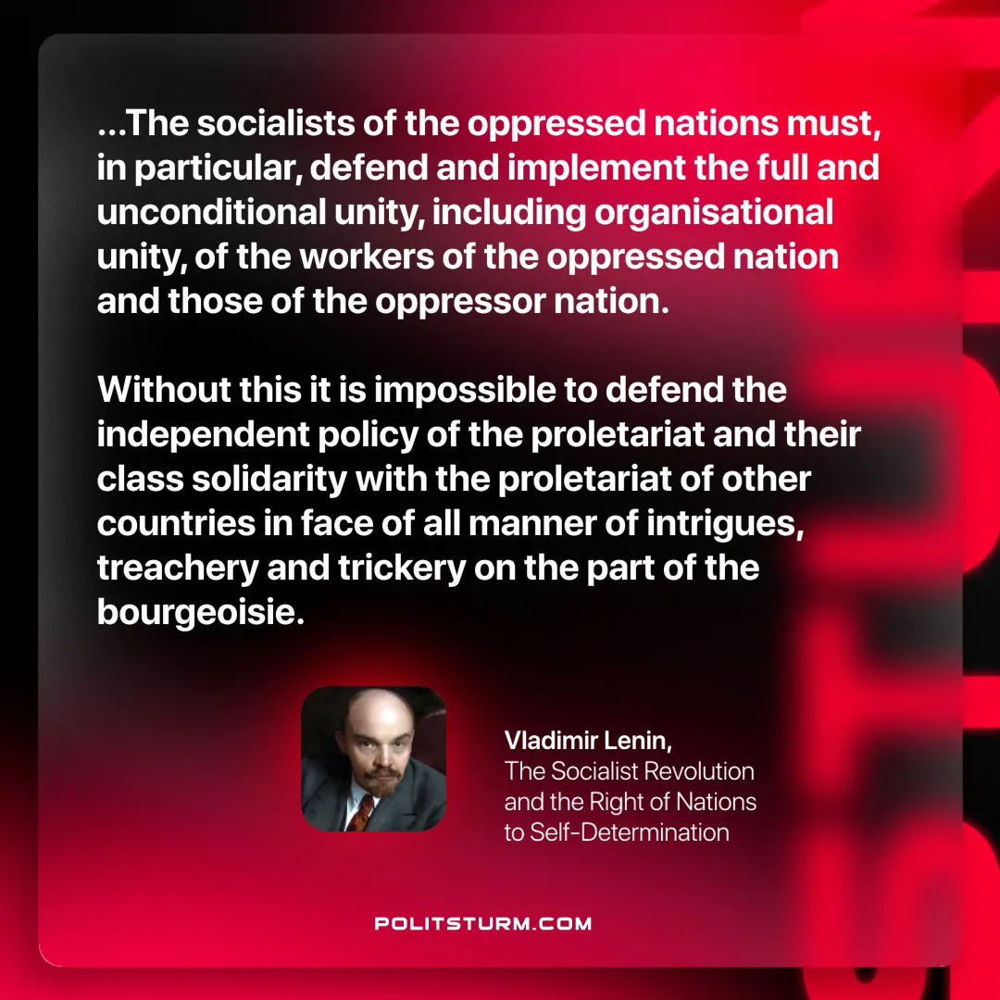 ...The socialists of the oppressed nations must,
in particular, defend and implement the full and
unconditional unity, including organisational
unity, of the workers of the oppressed nation
and those of the oppressor nation.
Without this it is impossible to defend the
independent policy of the proletariat and their
class solidarity with the proletariat of other
countries in face of all manner of intrigues,
treachery and trickery on the part of the
bourgeoisie.
Vladimir Lenin,
The Socialist Revolution
and the Right of Nations
to Self-Determination
POLITSTURM.COM